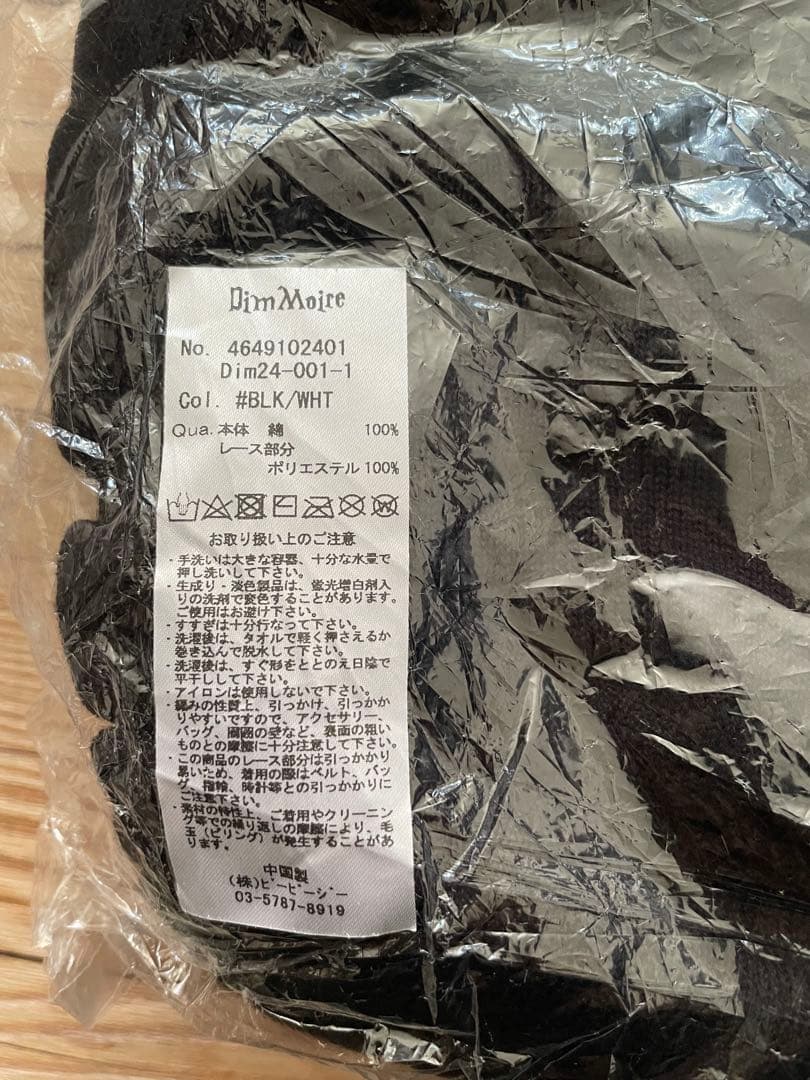 DimMoire
No. 4649102401
Dim24-001-1
Col. #BLK/WHT
Qua. 本体 綿 100%
レース部分
ポリエステル 100%
お取り扱い上のご注意
・手洗いは大きな容器、十分な水量で
押し洗いして下さい。
・生成り・淡色製品は、蛍光増白剤入
りの洗剤で変色することがあります。
ご使用はお避け下さい。
・すすぎは十分行なって下さい。
・洗濯後は、タオルで軽く押さえるか
巻き込んで脱水して下さい。
・洗濯後は、すぐ形をととのえ日陰で
平干しして下さい。
・アイロンは使用しないで下さい。
・編みの性質上、引っかけ、引っかか
りやすいですので、アクセサリー、
バッグ、周囲の壁など、表面の粗い
ものとの摩擦に十分注意して下さい。
・この商品のレース部分は引っかかり
易いため、着用の際はベルト、バッ
グ、指輪、時計等との引っかかりに
ご注意下さい。
・素材の特性上、ご着用やクリーニン
グ等での繰り返しの摩擦により、毛
玉(ピリング)が発生することがあ
ります。
中国製
(株)ビーピーシー
03-5787-8919